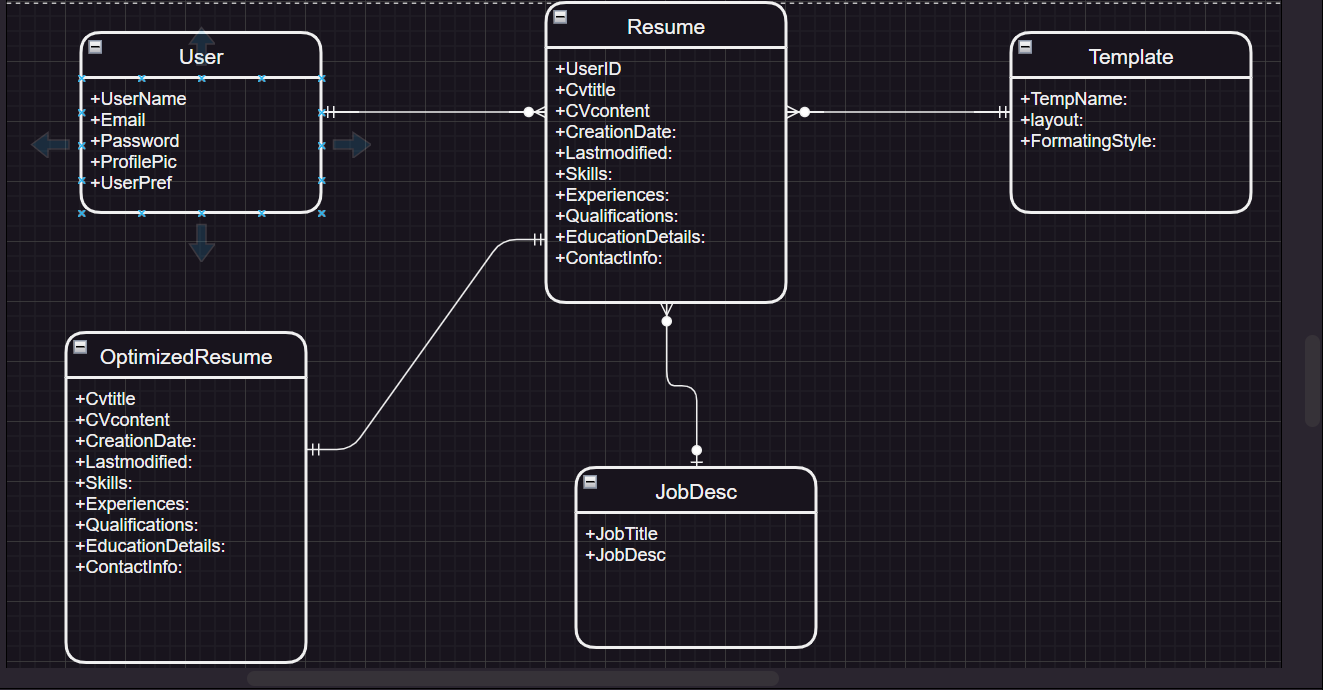 User
+UserName
+Email
+Password
+ProfilePic
+UserPref
Resume
+UserID
+Cvtitle
+CVcontent
+CreationDate:
+Lastmodified:
+Skills:
+Experiences:
+Qualifications:
+EducationDetails:
+ContactInfo:
Template
+TempName:
+layout:
+FormatingStyle:
OptimizedResume
+Cvtitle
+CVcontent
+CreationDate:
+Lastmodified:
+Skills:
+Experiences:
+Qualifications:
+EducationDetails:
+ContactInfo:
JobDesc
+JobTitle
+JobDesc